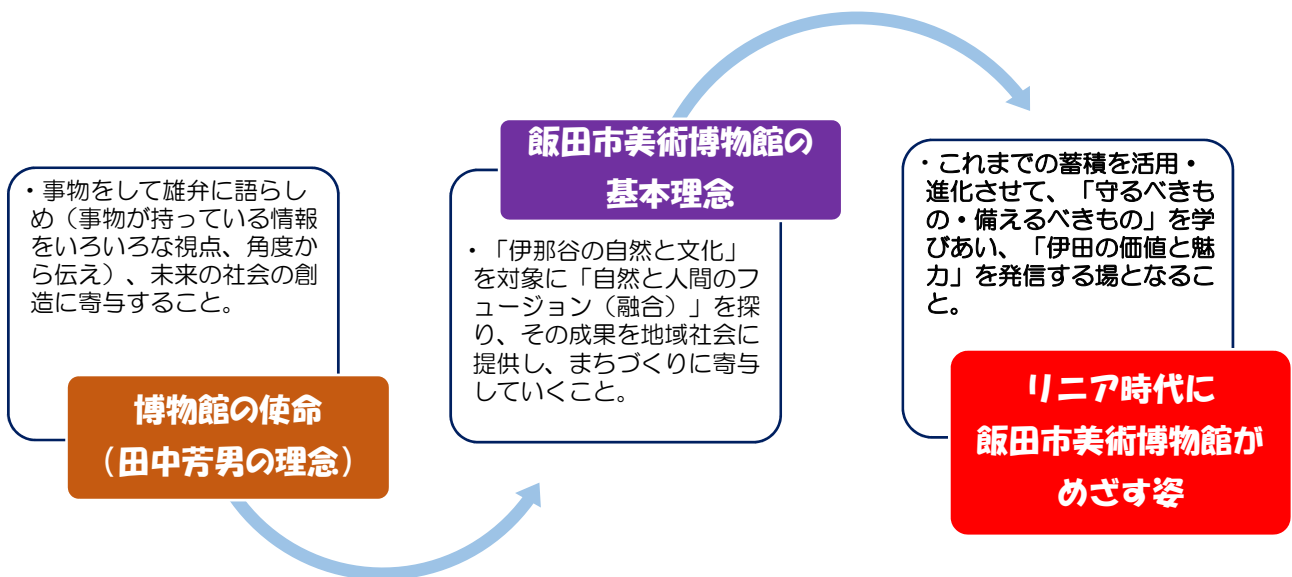 ・事物をして雄弁に語らし
め（事物が持っている情報
をいろいろな視点、角度か
ら伝え）、未来の社会の創
造に寄与すること。
博物館の使命
（田中芳男の理念）
飯田市美術博物館の
基本理念
・「伊那谷の自然と文化」
を対象に「自然と人間のフ
ュージョン（融合）」を探
り、その成果を地域社会に
提供し、まちづくりに寄与
していくこと。
・これまでの蓄積を活用・
進化させて、「守るべきも
の・備えるべきもの」を学
びあい、「伊田の価値と魅
力」を発信する場となるこ
と。
リニア時代に
飯田市美術博物館が
めざす姿